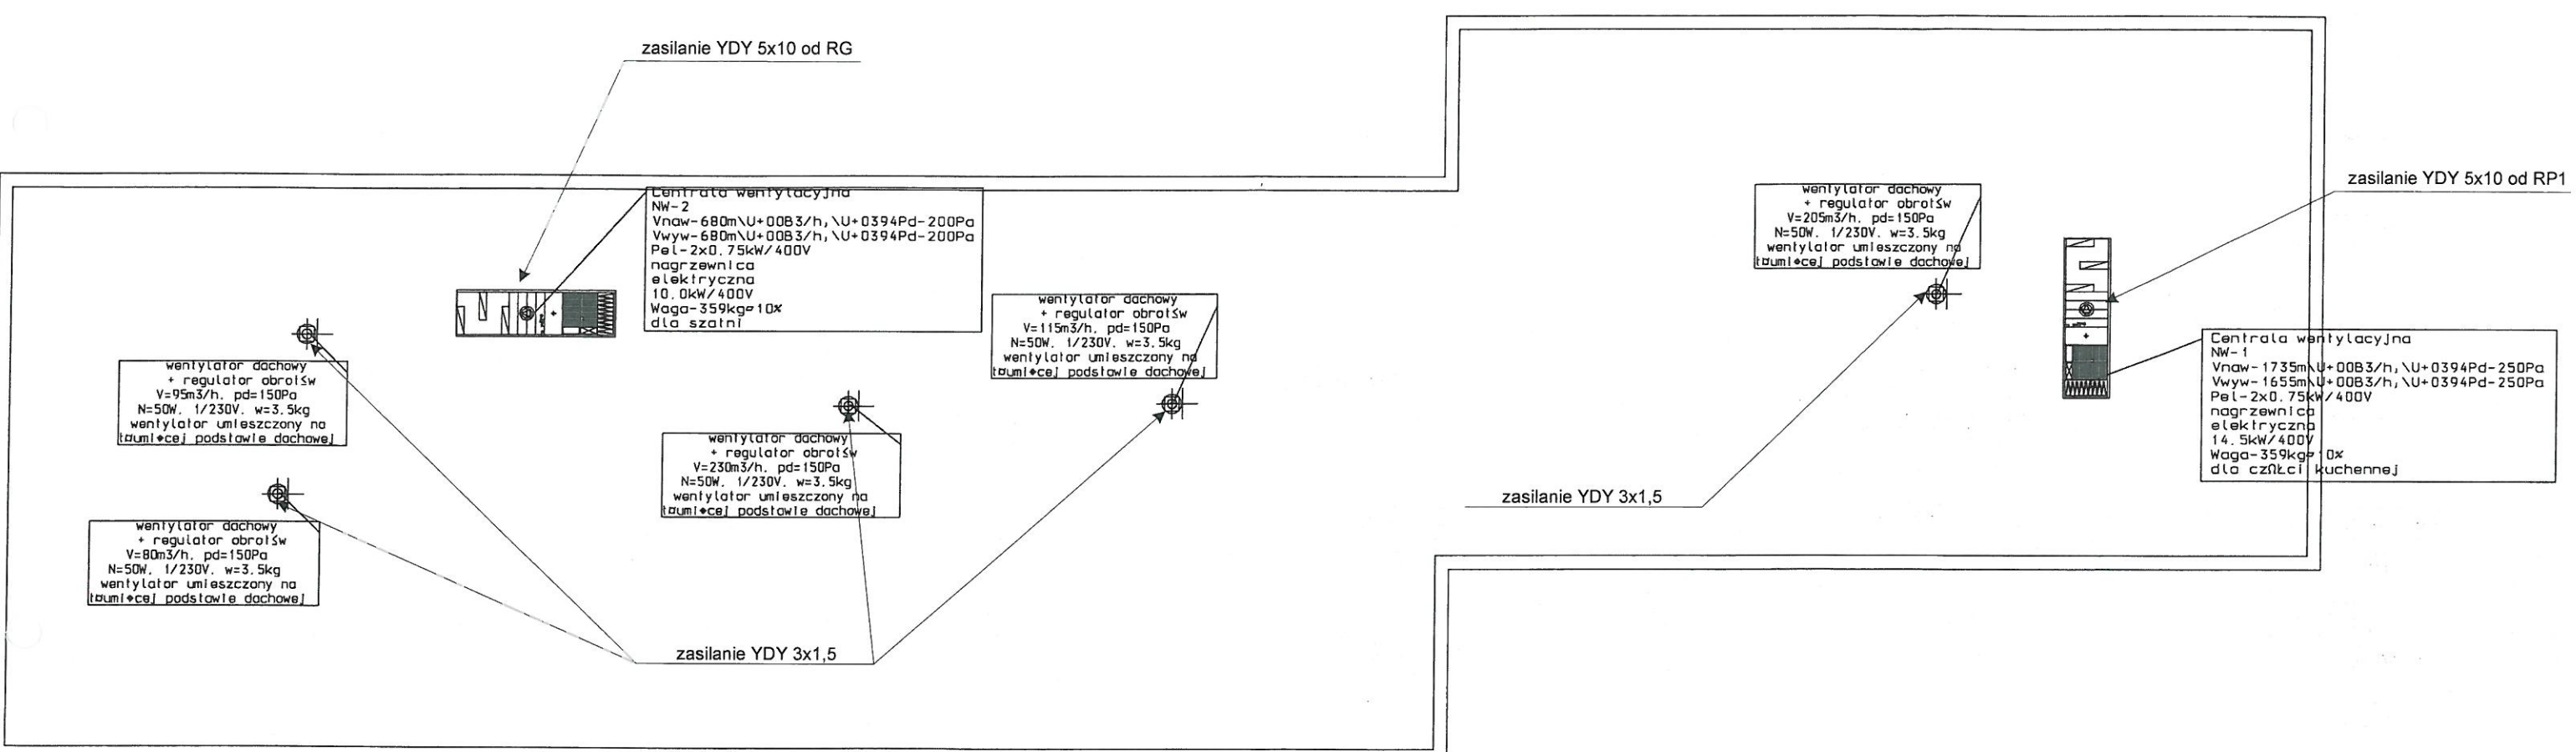 zasilanie YDY 5x10 od RG
Centrala wentylacyjna
NW-2
Vnaw-680m\U+00B3/h,\U+0394Pd-200Pa
Vwyw-680m\U+00B3/h,\U+0394Pd-200Pa
Pel-2x0.75kW/400V
nagrzewnica
elektryczna
10.0kW/400V
Waga-359kg 10%
dla szatni
wentylator dachowy
+ regulator obrotśw
V=205m3/h. pd=150Pa
N=50W. 1/230V. w=3.5kg
wentylator umieszczony na
podstawie dachowej
zasilanie YDY 5x10 od RP1
wentylator dachowy
+ regulator obrotśw
V=115m3/h. pd=150Pa
N=50W. 1/230V. w=3.5kg
wentylator umieszczony na
podstawie dachowej
Centrala wentylacyjna
NW-1
Vnaw-1735m\U+00B3/h,\U+0394Pd-250Pa
Vwyw-1655m\U+00B3/h,\U+0394Pd-250Pa
Pel-2x0.75kW/400V
nagrzewnica
elektryczna
14.5kW/400V
Waga-359kg 10%
dla kuchennej
wentylator dachowy
+ regulator obrotśw
V=95m3/h. pd=150Pa
N=50W. 1/230V. w=3.5kg
wentylator umieszczony na
podstawie dachowej
wentylator dachowy
+ regulator obrotśw
V=230m3/h. pd=150Pa
N=50W. 1/230V. w=3.5kg
wentylator umieszczony na
podstawie dachowej
zasilanie YDY 3x1,5
wentylator dachowy
+ regulator obrotśw
V=80m3/h. pd=150Pa
N=50W. 1/230V. w=3.5kg
wentylator umieszczony na
podstawie dachowej
zasilanie YDY 3x1,5